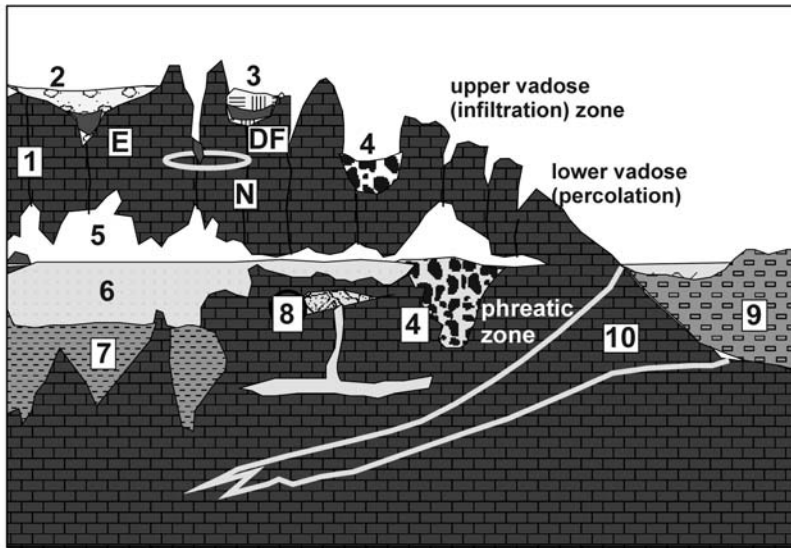 2
3
upper vadose
(infiltration) zone
E
DF
4
1
lower vadose
(percolation)
N
5
6
8
4
phreatic
zone
10
9
7